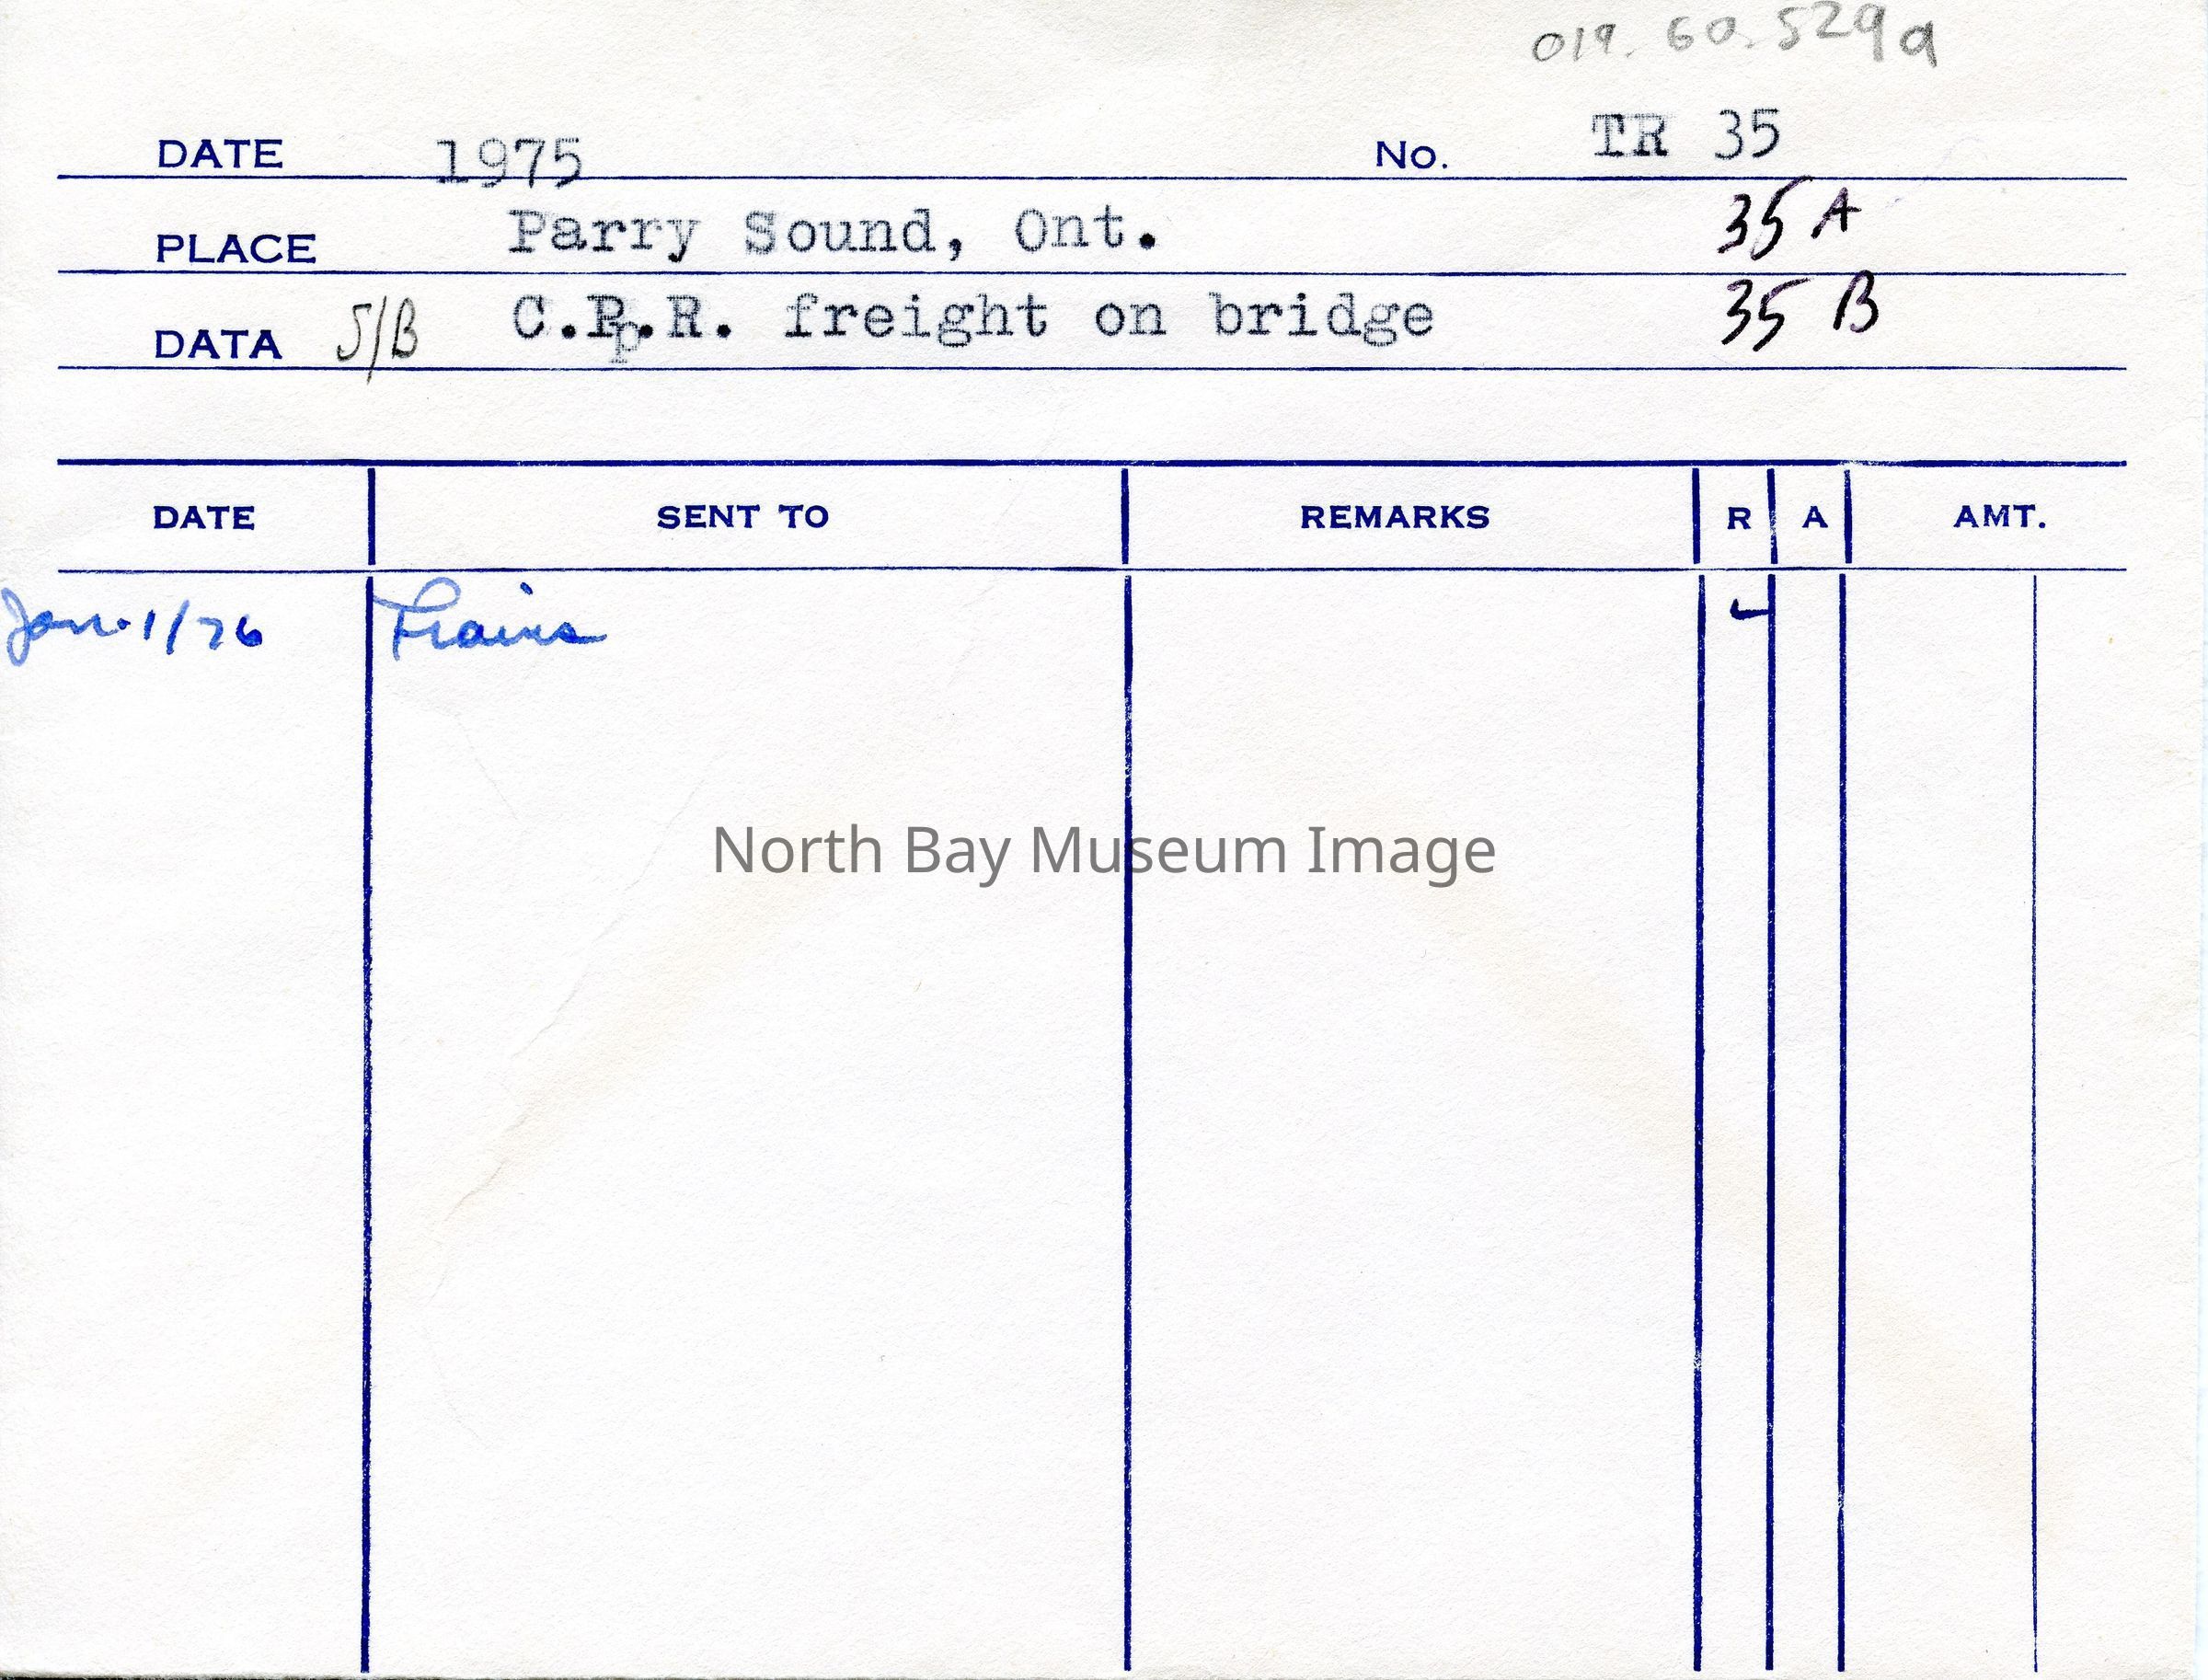 019.60.529a
DATE 1975 No. TR 35
PLACE Parry Sound, Ont. 35 A
DATA S/B C.P.R. freight on bridge 35 B
DATE SENT TO REMARKS R A AMT.
Jan. 1/76 Trains ✓
North Bay Museum Image